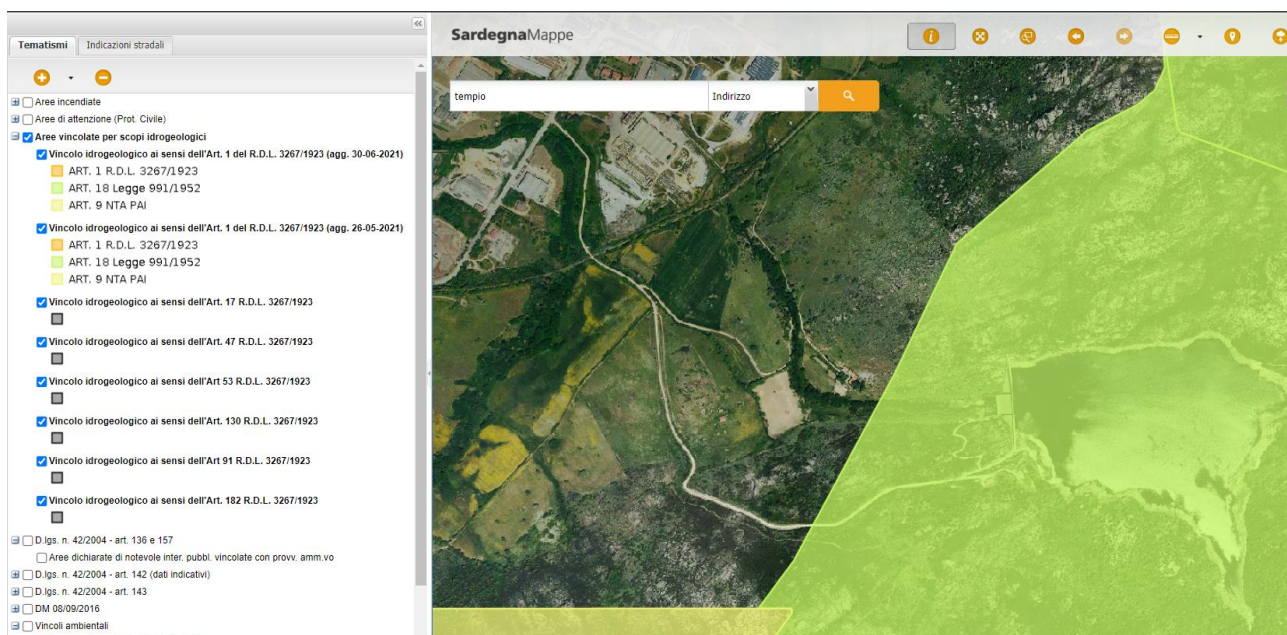 Tematismi
Indicazioni stradali
Aree incendiate
Aree di attenzione (Prot. Civile)
Aree vincolate per scopi idrogeologici
Vincolo idrogeologico ai sensi dell'Art. 1 del R.D.L. 3267/1923 (agg. 30-06-2021)
ART. 1 R.D.L. 3267/1923
ART. 18 Legge 991/1952
ART. 9 NTA PAI
Vincolo idrogeologico ai sensi dell'Art. 1 del R.D.L. 3267/1923 (agg. 26-05-2021)
ART. 1 R.D.L. 3267/1923
ART. 18 Legge 991/1952
ART. 9 NTA PAI
Vincolo idrogeologico ai sensi dell'Art. 17 R.D.L. 3267/1923
Vincolo idrogeologico ai sensi dell'Art. 47 R.D.L. 3267/1923
Vincolo idrogeologico ai sensi dell'Art 53 R.D.L. 3267/1923
Vincolo idrogeologico ai sensi dell'Art. 130 R.D.L. 3267/1923
Vincolo idrogeologico ai sensi dell'Art 91 R.D.L. 3267/1923
Vincolo idrogeologico ai sensi dell'Art. 182 R.D.L. 3267/1923
D.lgs. n. 42/2004 - art. 136 e 157
Aree dichiarate di notevole inter. pubbl. vincolate con provv. amm.vo
D.lgs. n. 42/2004 - art. 142 (dati indicativi)
D.lgs. n. 42/2004 - art. 143
DM 08/09/2016
Vincoli ambientali
SardegnaMappe
tempio
Indirizzo